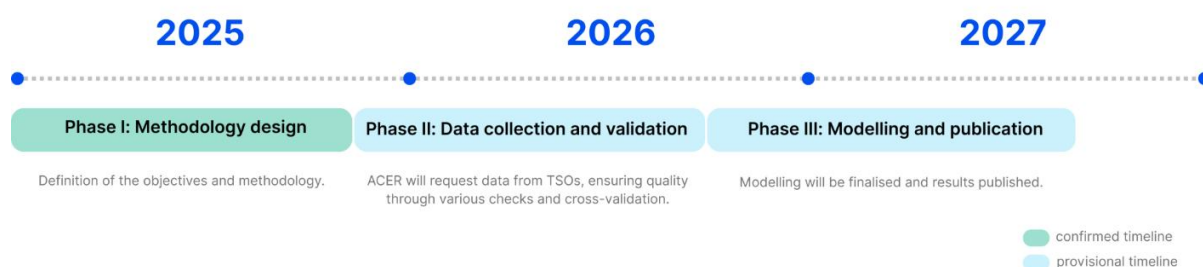 2025
2026
2027
Phase I: Methodology design
Phase II: Data collection and validation
Phase III: Modelling and publication
Definition of the objectives and methodology.
ACER will request data from TSOs, ensuring quality
through various checks and cross-validation.
Modelling will be finalised and results published.
confirmed timeline
provisional timeline